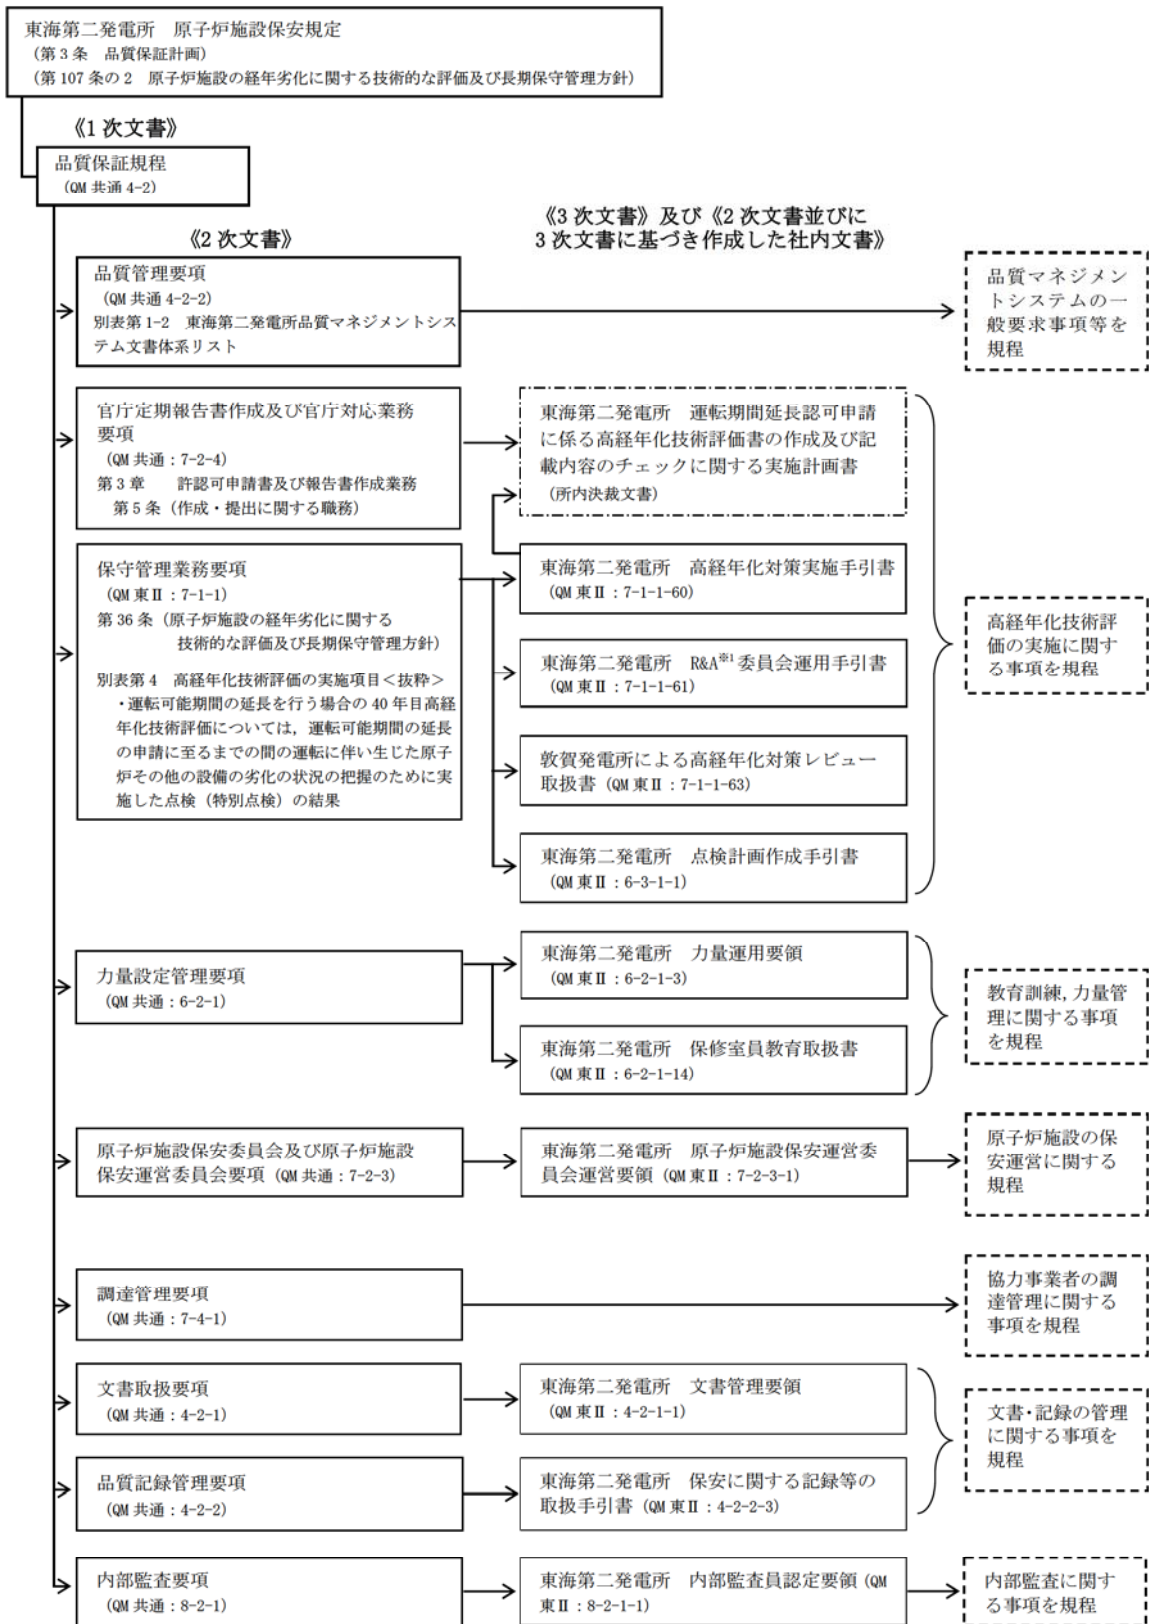 東海第二発電所　原子炉施設保安規定
(第3条　品質保証計画)
(第107条の2　原子炉施設の経年劣化に関する技術的な評価及び長期保守管理方針)
《1次文書》
品質保証規程
(QM 共通 4-2)
《2次文書》
《3次文書》及び《2次文書並びに
3次文書に基づき作成した社内文書》
品質管理要項
(QM 共通 4-2-2)
別表第1-2　東海第二発電所品質マネジメントシス
テム文書体系リスト
品質マネジメン
トシステムの一
般要求事項等を
規程
官庁定期報告書作成及び官庁対応業務
要項
(QM 共通：7-2-4)
第3章　　許認可申請書及び報告書作成業務
第5条（作成・提出に関する職務）
東海第二発電所　運転期間延長認可申請
に係る高経年化技術評価書の作成及び記
載内容のチェックに関する実施計画書
(所内決裁文書)
保守管理業務要項
(QM 東Ⅱ：7-1-1)
第36条（原子炉施設の経年劣化に関する
技術的な評価及び長期保守管理方針）
別表第4　高経年化技術評価の実施項目＜抜粋＞
・運転可能期間の延長を行う場合の40年目高経
年化技術評価については，運転可能期間の延長
の申請に至るまでの間の運転に伴い生じた原子
炉その他の設備の劣化の状況の把握のために実
施した点検（特別点検）の結果
東海第二発電所　高経年化対策実施手引書
(QM 東Ⅱ：7-1-1-60)
東海第二発電所　R&A※1委員会運用手引書
(QM 東Ⅱ：7-1-1-61)
敦賀発電所による高経年化対策レビュー
取扱書 (QM 東Ⅱ：7-1-1-63)
東海第二発電所　点検計画作成手引書
(QM 東Ⅱ：6-3-1-1)
高経年化技術評
価の実施に関す
る事項を規程
力量設定管理要項
(QM 共通：6-2-1)
東海第二発電所　力量運用要領
(QM 東Ⅱ：6-2-1-3)
東海第二発電所　保修室員教育取扱書
(QM 東Ⅱ：6-2-1-14)
教育訓練，力量管
理に関する事項
を規程
原子炉施設保安委員会及び原子炉施設
保安運営委員会要項 (QM 共通：7-2-3)
東海第二発電所　原子炉施設保安運営委
員会運営要領 (QM 東Ⅱ：7-2-3-1)
原子炉施設の保
安運営に関する
規程
調達管理要項
(QM 共通：7-4-1)
協力事業者の調
達管理に関する
事項を規程
文書取扱要項
(QM 共通：4-2-1)
東海第二発電所　文書管理要領
(QM 東Ⅱ：4-2-1-1)
品質記録管理要項
(QM 共通：4-2-2)
東海第二発電所　保安に関する記録等の
取扱手引書 (QM 東Ⅱ：4-2-2-3)
文書・記録の管理
に関する事項を
規程
内部監査要項
(QM 共通：8-2-1)
東海第二発電所　内部監査員認定要領 (QM
東Ⅱ：8-2-1-1)
内部監査に関す
る事項を規程